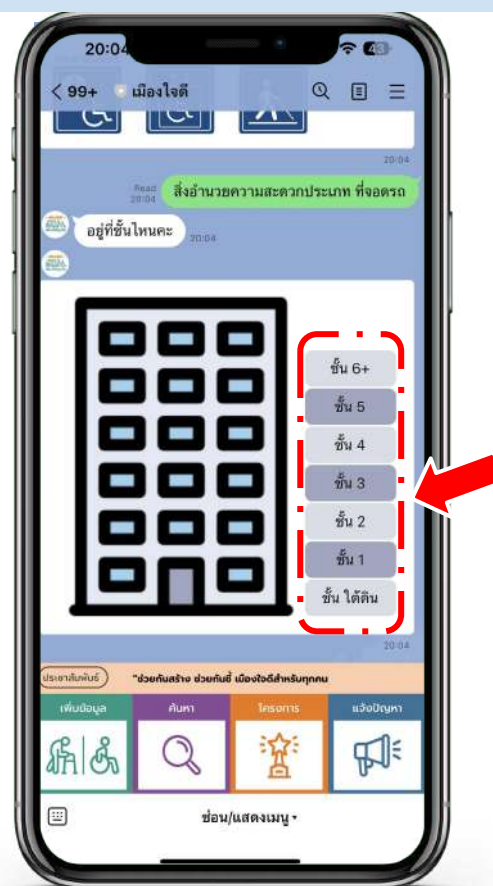 20:04
43
99+
เมืองใจดี
20:04
Read
20:04
สิ่งอำนวยความสะดวกประเภท ที่จอดรถ
อยู่ที่ชั้นไหนคะ
20:04
ชั้น 6+
ชั้น 5
ชั้น 4
ชั้น 3
ชั้น 2
ชั้น 1
ชั้น ใต้ดิน
20:04
ประชาสัมพันธ์
"ช่วยกันสร้าง ช่วยกันชี้ เมืองใจดีสำหรับทุกคน
เพิ่มข้อมูล
ค้นหา
โครงการ
แจ้งปัญหา
ซ่อน/แสดงเมนู